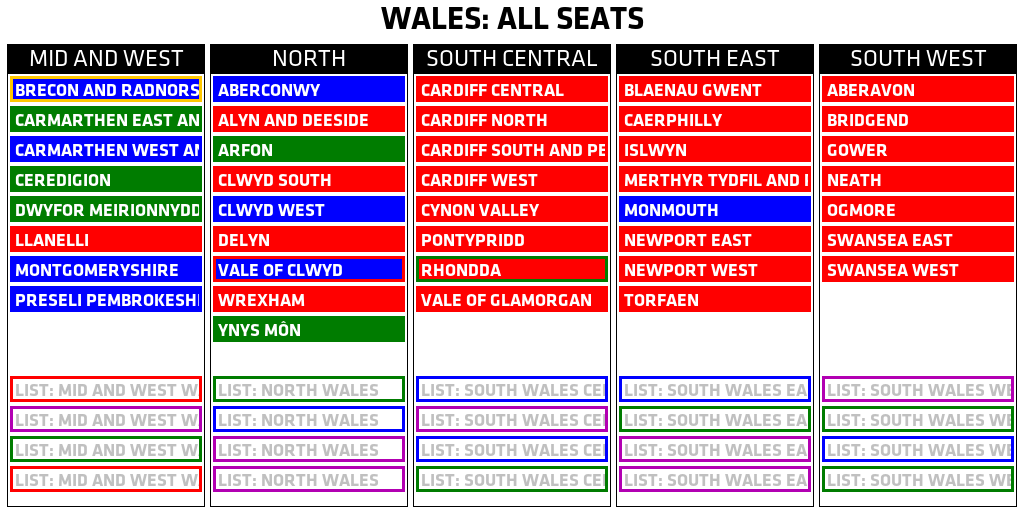 WALES: ALL SEATS
MID AND WEST
BRECON AND RADNORS
CARMARTHEN EAST AN
CARMARTHEN WEST AN
CEREDIGION
DWYFOR MEIRIONNYDD
LLANELLI
MONTGOMERYSHIRE
PRESELI PEMBROKESHI
LIST: MID AND WEST W
LIST: MID AND WEST W
LIST: MID AND WEST W
LIST: MID AND WEST W
NORTH
ABERCONWY
ALYN AND DEESIDE
ARFON
CLWYD SOUTH
CLWYD WEST
DELYN
VALE OF CLWYD
WREXHAM
YNYS MÔN
LIST: NORTH WALES
LIST: NORTH WALES
LIST: NORTH WALES
LIST: NORTH WALES
SOUTH CENTRAL
CARDIFF CENTRAL
CARDIFF NORTH
CARDIFF SOUTH AND PE
CARDIFF WEST
CYNON VALLEY
PONTYPRIDD
RHONDDA
VALE OF GLAMORGAN
LIST: SOUTH WALES CE
LIST: SOUTH WALES CE
LIST: SOUTH WALES CE
LIST: SOUTH WALES CE
SOUTH EAST
BLAENAU GWENT
CAERPHILLY
ISLWYN
MERTHYR TYDFIL AND
MONMOUTH
NEWPORT EAST
NEWPORT WEST
TORFAEN
LIST: SOUTH WALES EA
LIST: SOUTH WALES EA
LIST: SOUTH WALES EA
LIST: SOUTH WALES EA
SOUTH WEST
ABERAVON
BRIDGEND
GOWER
NEATH
OGMORE
SWANSEA EAST
SWANSEA WEST
LIST: SOUTH WALES WE
LIST: SOUTH WALES WE
LIST: SOUTH WALES WE
LIST: SOUTH WALES WE